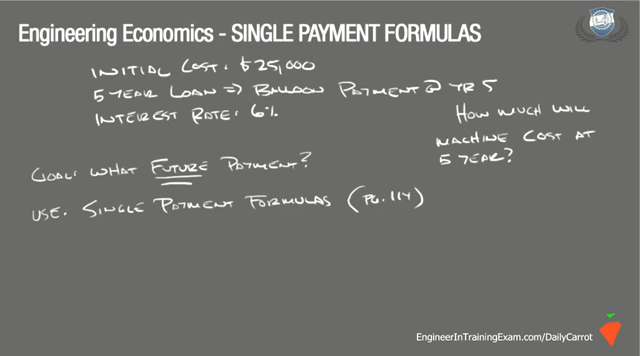 Engineering Economics - SINGLE PAYMENT FORMULAS
INITIAL COST: $25,000
5 YEAR LOAN => BALLOON PAYMENT @ YR 5
INTEREST RATE: 6%
HOW MUCH WILL
MACHINE COST AT
5 YEAR?
GOAL: WHAT FUTURE PAYMENT?
USE: SINGLE PAYMENT FORMULAS (PG. 114)
EngineerInTrainingExam.com/DailyCarrot